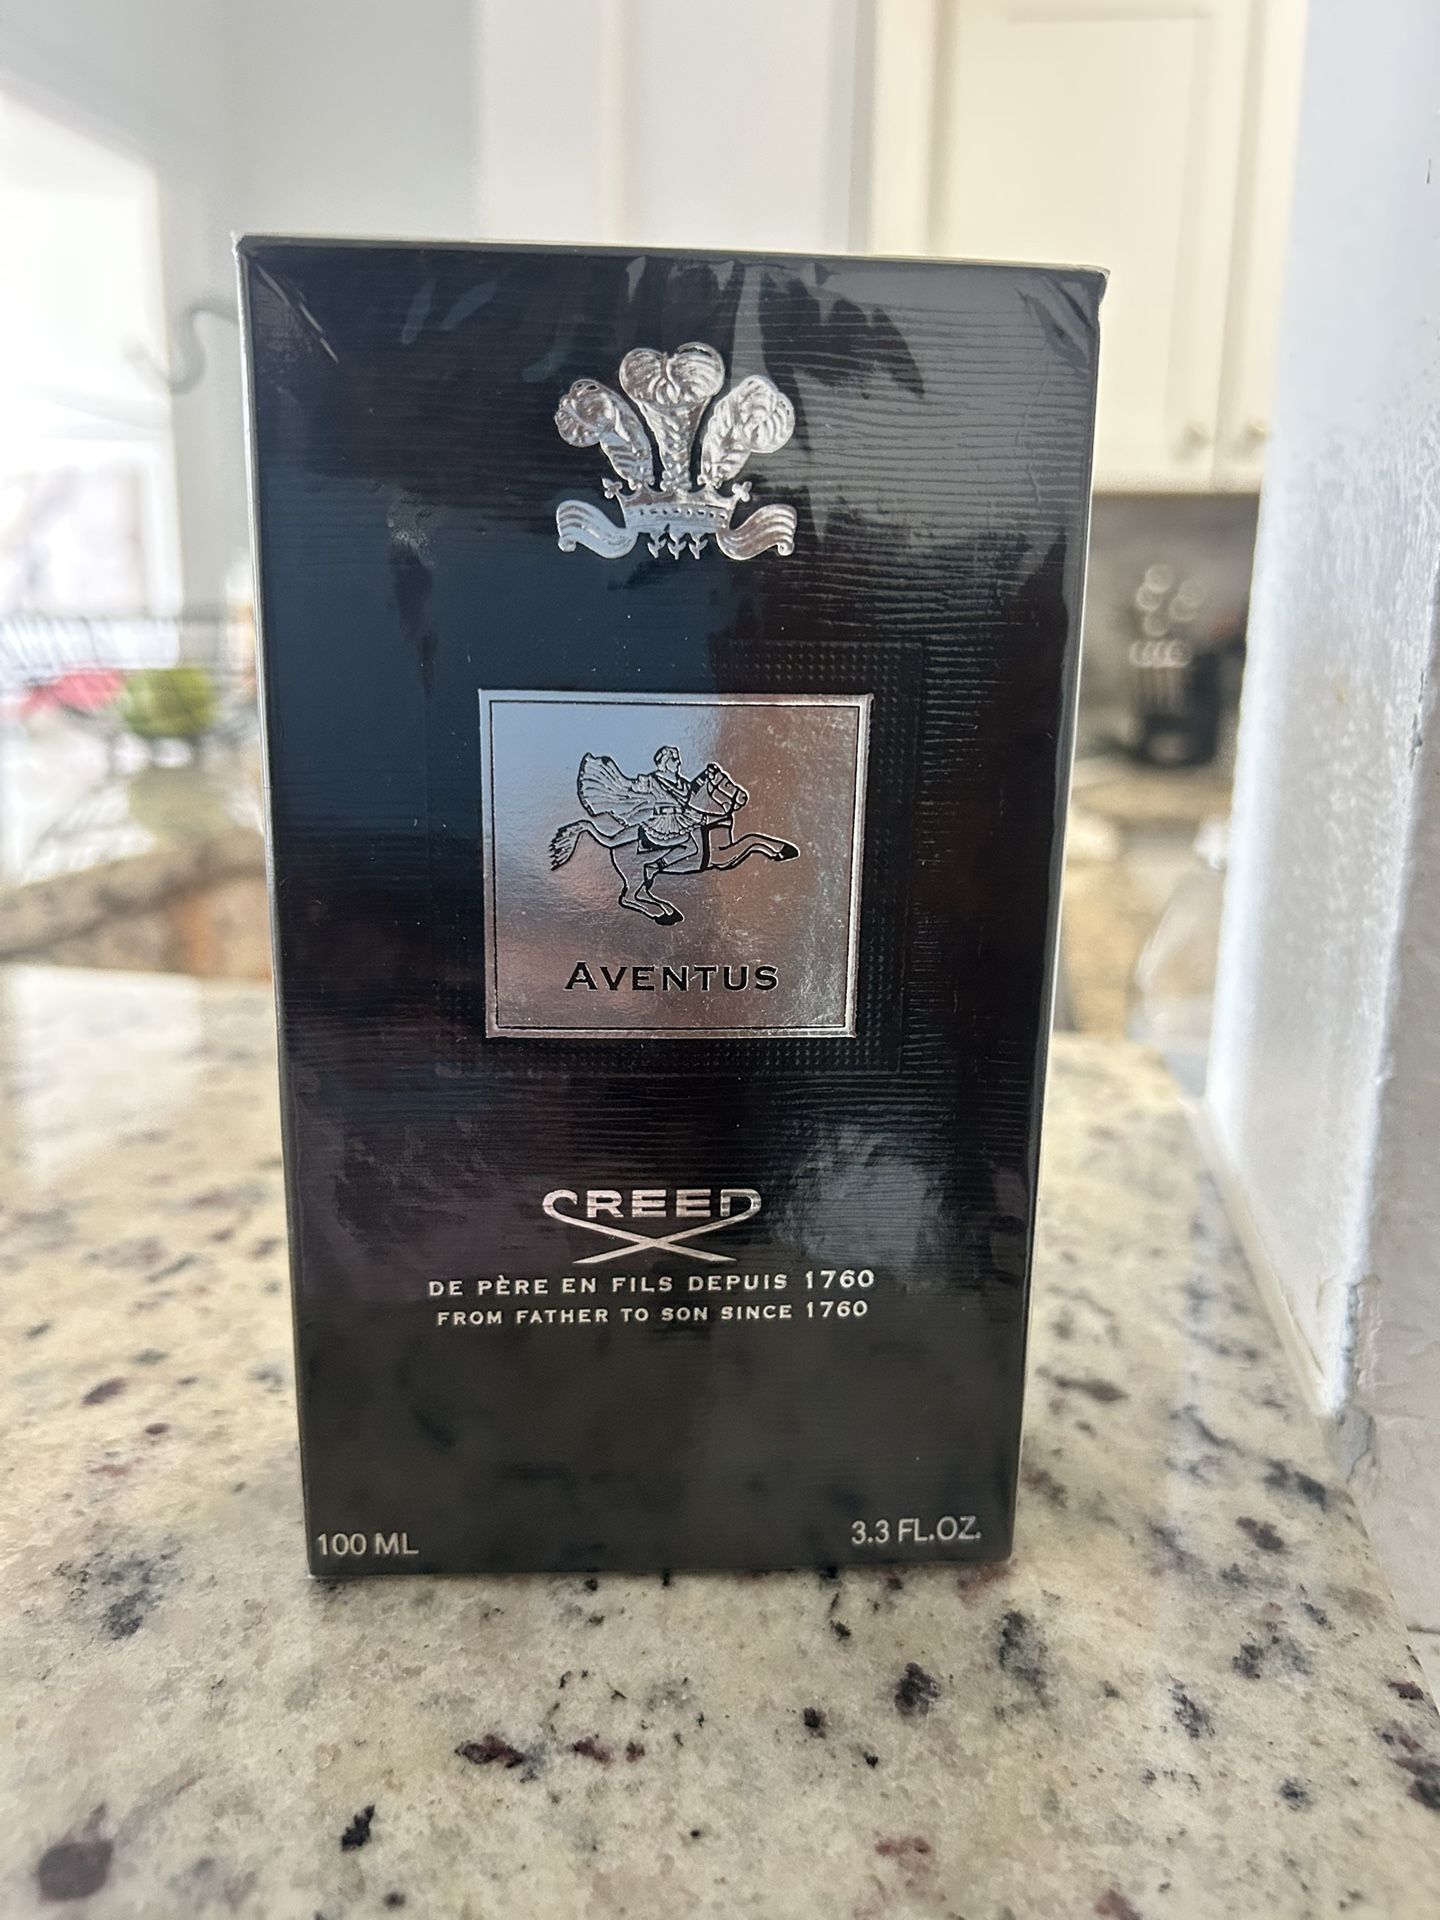 AVENTUS
CREED
DE PÈRE EN FILS DEPUIS 1760
FROM FATHER TO SON SINCE 1760
100 ML
3.3 FL.OZ.